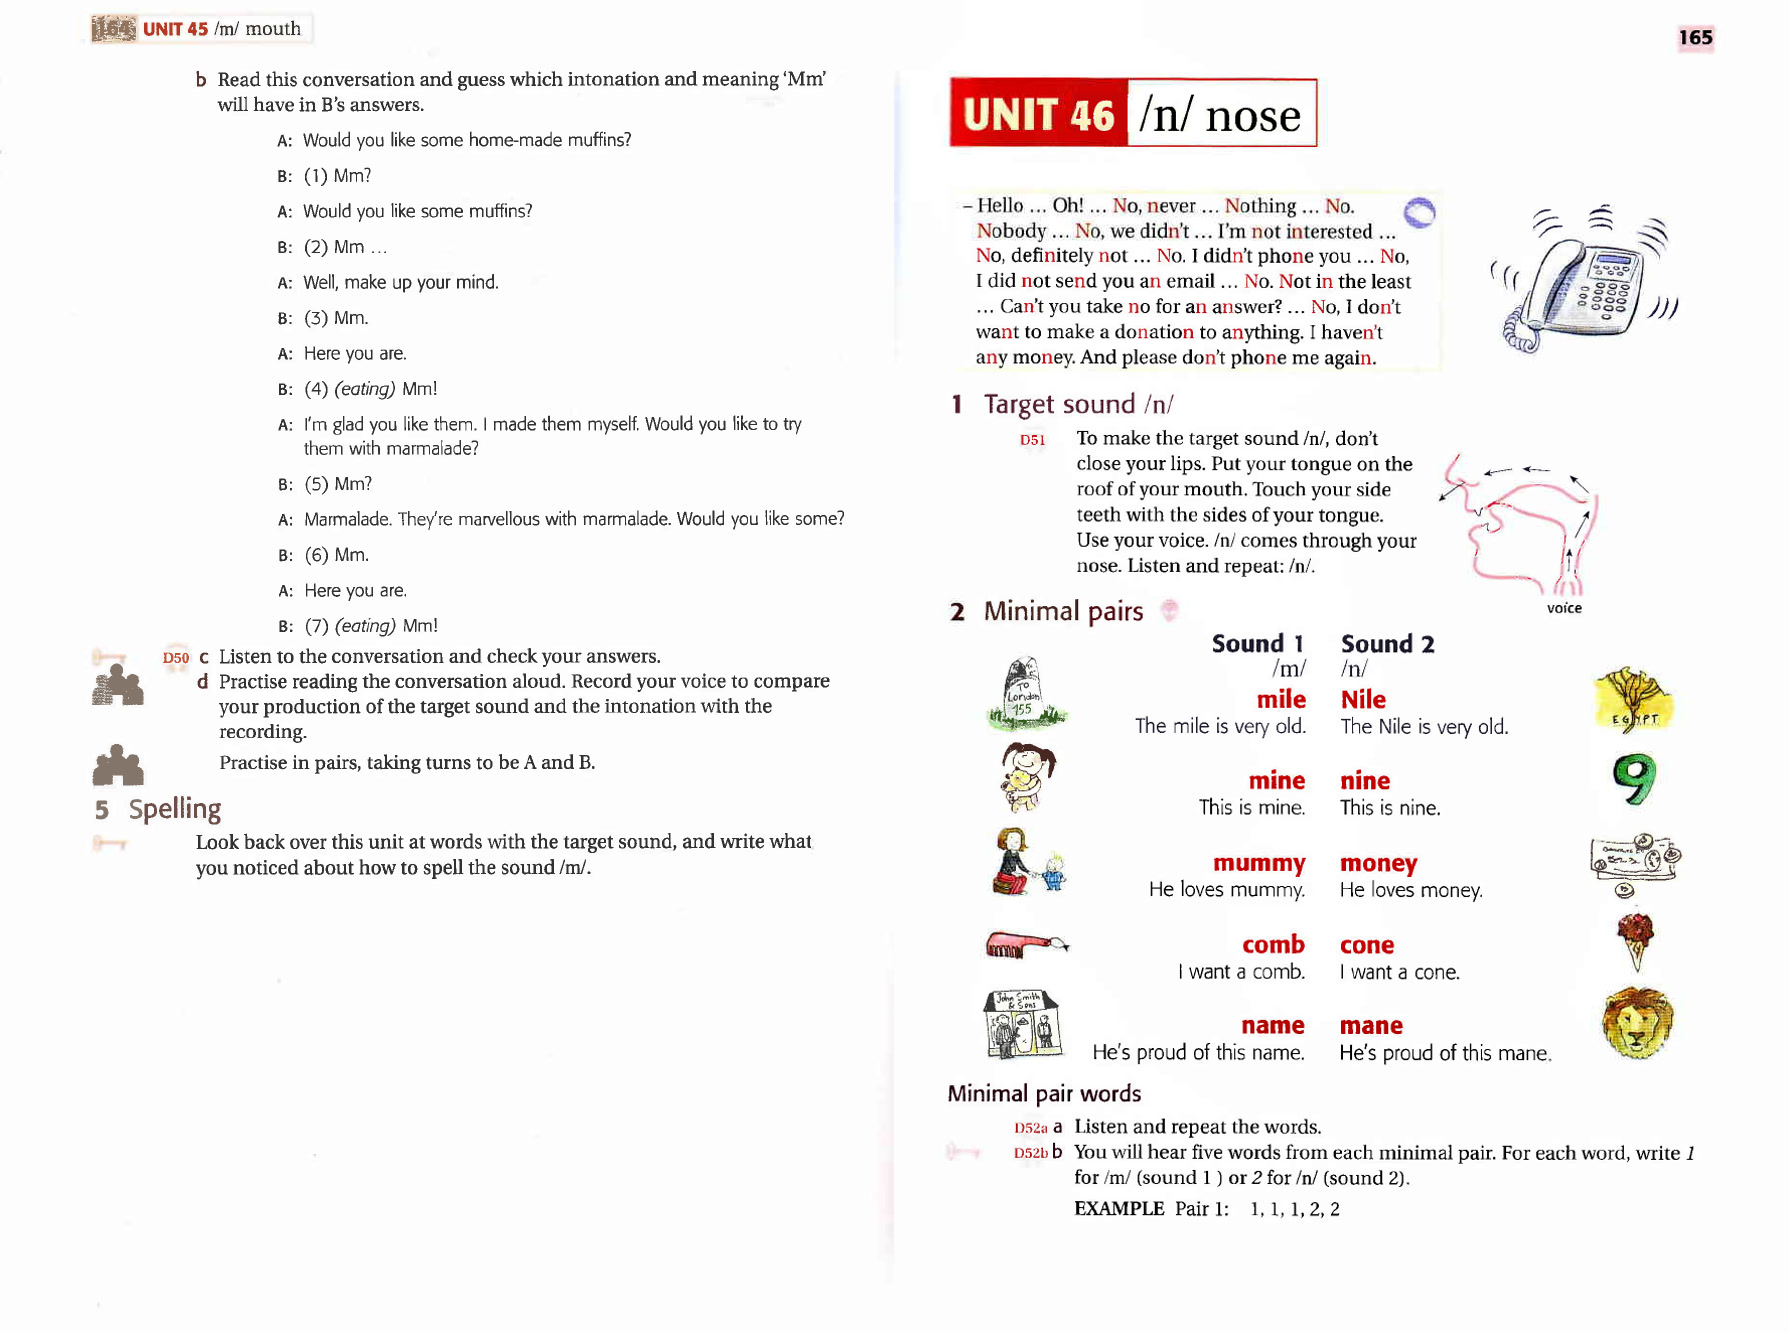 164 UNIT 45 /m/ mouth
b Read this conversation and guess which intonation and meaning ‘Mm’
will have in B’s answers.
A: Would you like some home-made muffins?
B: (1) Mm?
A: Would you like some muffins?
B: (2) Mm ...
A: Well, make up your mind.
B: (3) Mm.
A: Here you are.
B: (4) (eating) Mm!
A: I'm glad you like them. I made them myself. Would you like to try
them with marmalade?
B: (5) Mm?
A: Marmalade. They're marvellous with marmalade. Would you like some?
B: (6) Mm.
A: Here you are.
B: (7) (eating) Mm!
D50 c Listen to the conversation and check your answers.
d Practise reading the conversation aloud. Record your voice to compare
your production of the target sound and the intonation with the
recording.
Practise in pairs, taking turns to be A and B.
5 Spelling
Look back over this unit at words with the target sound, and write what
you noticed about how to spell the sound /m/.
165
UNIT 46 /n/ nose
– Hello ... Oh! ... No, never ... Nothing ... No.
Nobody ... No, we didn't ... I'm not interested ...
No, definitely not ... No. I didn't phone you ... No,
I did not send you an email ... No. Not in the least
... Can't you take no for an answer? ... No, I don't
want to make a donation to anything. I haven't
any money. And please don't phone me again.
1 Target sound /n/
D51 To make the target sound /n/, don't
close your lips. Put your tongue on the
roof of your mouth. Touch your side
teeth with the sides of your tongue.
Use your voice. /n/ comes through your
nose. Listen and repeat: /n/.
voice
2 Minimal pairs
Sound 1 Sound 2
/m/ /n/
TO
London
155
mile Nile
The mile is very old. The Nile is very old.
EGYPT
mine nine
This is mine. This is nine.
9
mummy money
He loves mummy. He loves money.
comb cone
I want a comb. I want a cone.
John Smith
& Sons
name mane
He's proud of this name. He's proud of this mane.
Minimal pair words
D52a a Listen and repeat the words.
D52b b You will hear five words from each minimal pair. For each word, write 1
for /m/ (sound 1 ) or 2 for /n/ (sound 2).
EXAMPLE Pair 1: 1, 1, 1, 2, 2